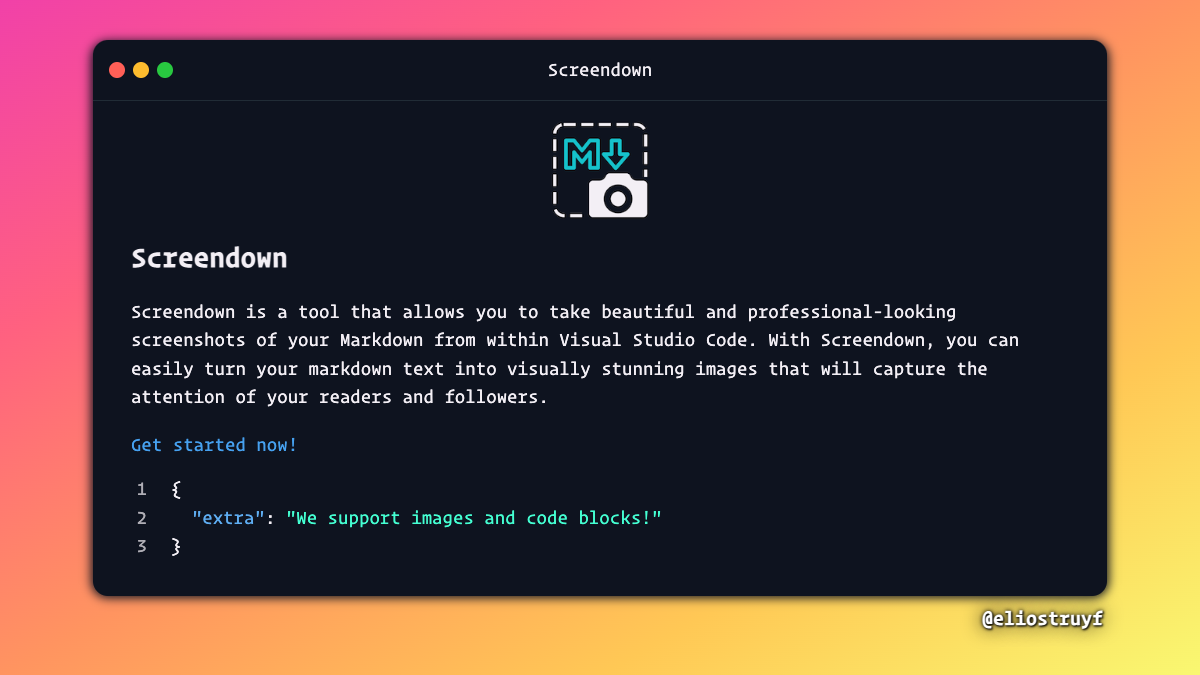 Screendown
M
Screendown
Screendown is a tool that allows you to take beautiful and professional-looking
screenshots of your Markdown from within Visual Studio Code. With Screendown, you can
easily turn your markdown text into visually stunning images that will capture the
attention of your readers and followers.
Get started now!
1 {
2   "extra": "We support images and code blocks!"
3 }
@eliostruyf